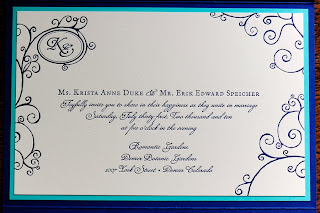 KE
Ms. Krista Anne Duke & Mr. Erik Edward Speicher
Joyfully invite you to share in their happiness as they unite in marriage
Saturday, July thirty-first, Two thousand and ten
at five o'clock in the evening
Romantic Gardens
Denver Botanic Gardens
1007 York Street • Denver Colorado